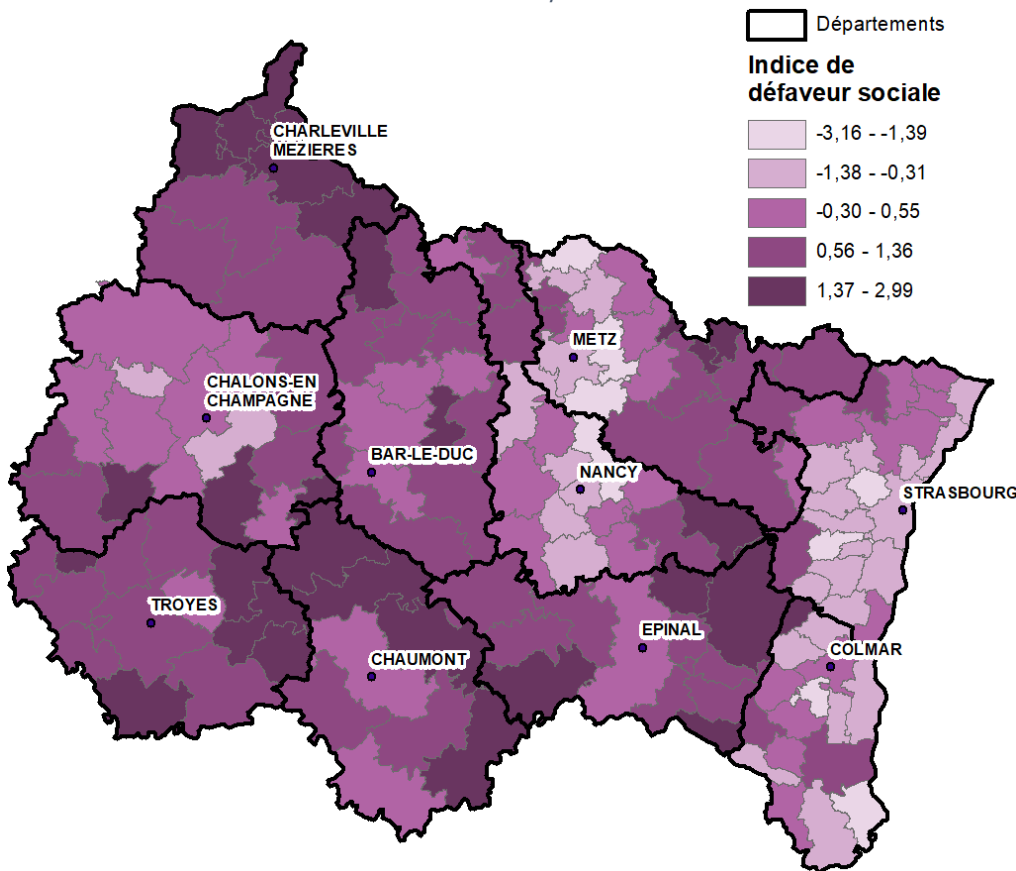 Départements
Indice de
défaveur sociale
-3,16 - -1,39
-1,38 - -0,31
-0,30 - 0,55
0,56 - 1,36
1,37 - 2,99
CHARLEVILLE
MEZIERES
METZ
CHALONS-EN
CHAMPAGNE
BAR-LE-DUC
NANCY
STRASBOURG
TROYES
EPINAL
CHAUMONT
COLMAR